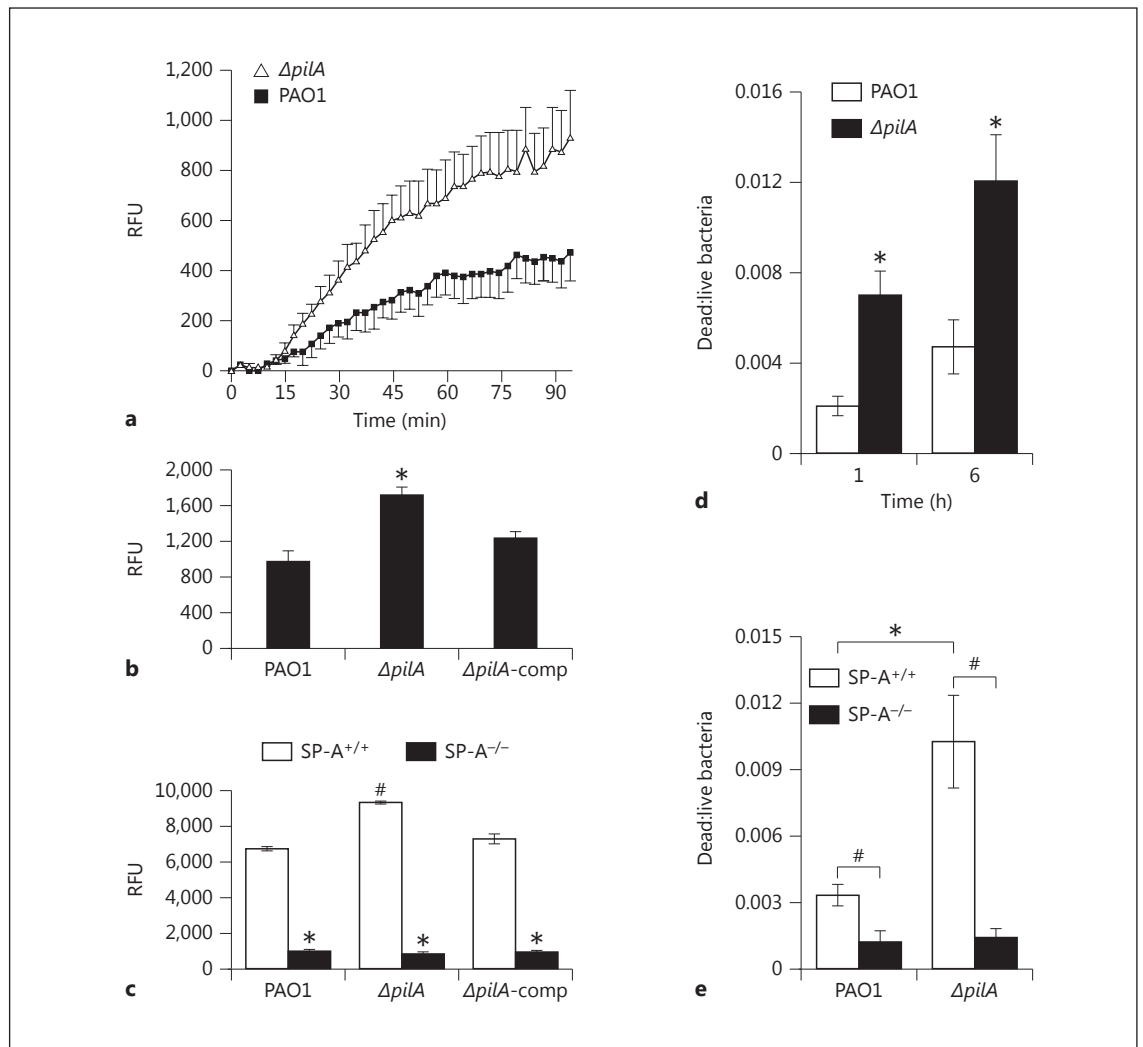 1,200
1,000
800
600
400
200
0
RFU
ΔpilA
PAO1
0 15 30 45 60 75 90
Time (min)
a
2,000
1,600
1,200
800
400
0
RFU
*
PAO1 ΔpilA ΔpilA-comp
b
SP-A+/+ SP-A−/−
10,000
8,000
6,000
4,000
2,000
0
RFU
#
* * *
PAO1 ΔpilA ΔpilA-comp
c
0.016
0.012
0.008
0.004
0
Dead:live bacteria
PAO1
ΔpilA
* *
1 6
Time (h)
d
0.015
0.012
0.009
0.006
0.003
0
Dead:live bacteria
*
SP-A+/+
SP-A−/−
# #
PAO1 ΔpilA
e